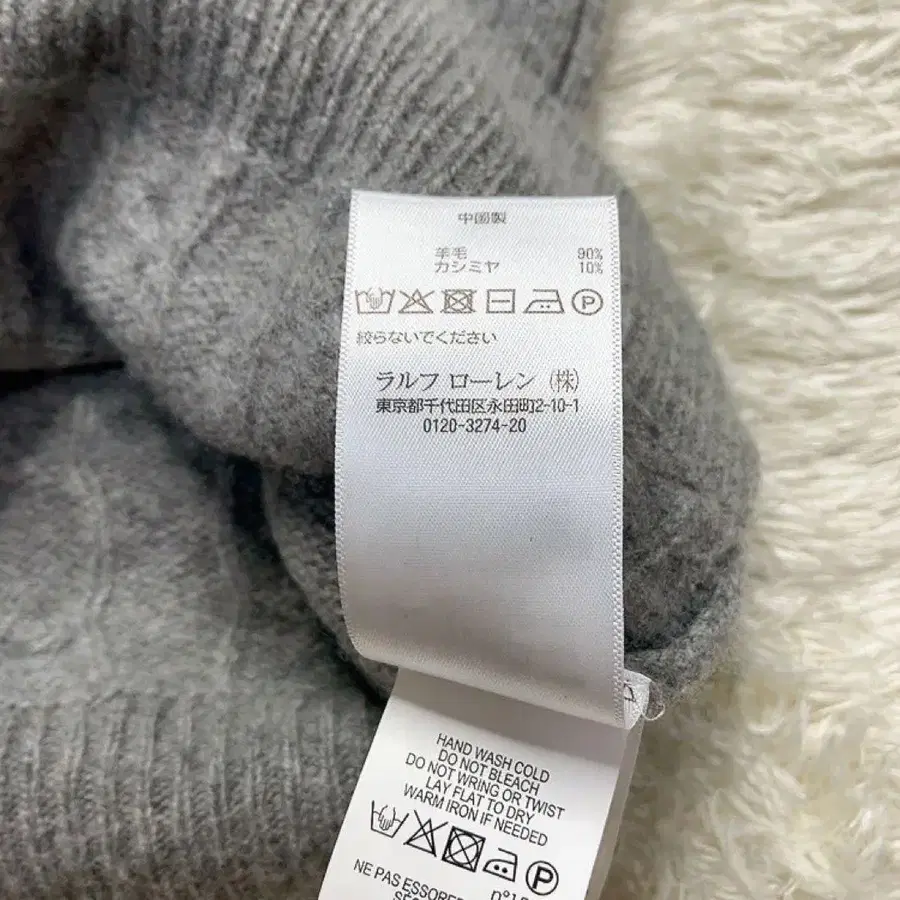 中國製
羊毛 90%
カシミヤ 10%
絞らないでください
ラルフ ローレン (株)
東京都千代田区永田町2-10-1
0120-3274-20
HAND WASH COLD
DO NOT BLEACH
DO NOT WRING OR TWIST
LAY FLAT TO DRY
WARM IRON IF NEEDED
P
NE PAS ESSORER